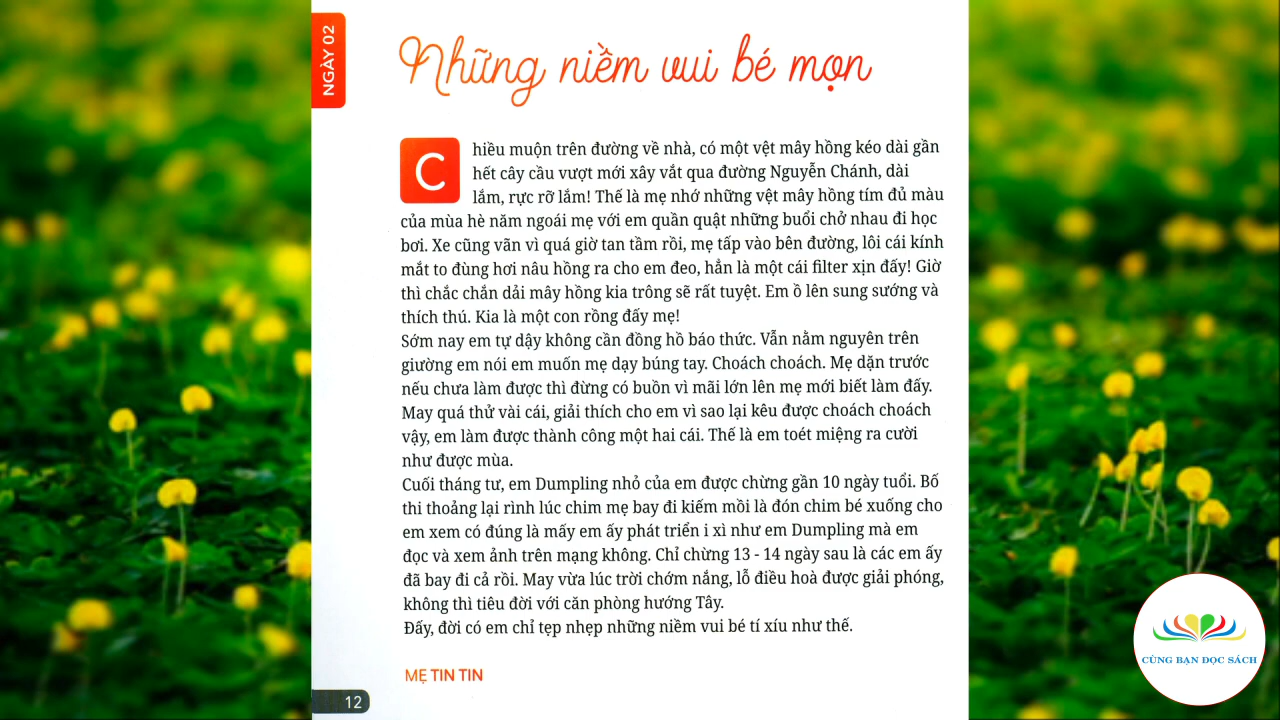 NGÀY 02
Những niềm vui bé mọn
Chiều muộn trên đường về nhà, có một vệt mây hồng kéo dài gần
hết cây cầu vượt mới xây vắt qua đường Nguyễn Chánh, dài
lắm, rực rỡ lắm! Thế là mẹ nhớ những vệt mây hồng tím đủ màu
của mùa hè năm ngoái mẹ với em quần quật những buổi chở nhau đi học
bơi. Xe cũng vãn vì quá giờ tan tầm rồi, mẹ tấp vào bên đường, lôi cái kính
mắt to đùng hơi nâu hồng ra cho em đeo, hẳn là một cái filter xịn đấy! Giờ
thì chắc chắn dải mây hồng kia trông sẽ rất tuyệt. Em ồ lên sung sướng và
thích thú. Kia là một con rồng đấy mẹ!
Sớm nay em tự dậy không cần đồng hồ báo thức. Vẫn nằm nguyên trên
giường em nói em muốn mẹ dạy búng tay. Choách choách. Mẹ dặn trước
nếu chưa làm được thì đừng có buồn vì mãi lớn lên mẹ mới biết làm đấy.
May quá thử vài cái, giải thích cho em vì sao lại kêu được choách choách
vậy, em làm được thành công một hai cái. Thế là em toét miệng ra cười
như được mùa.
Cuối tháng tư, em Dumpling nhỏ của em được chừng gần 10 ngày tuổi. Bố
thi thoảng lại rình lúc chim mẹ bay đi kiếm mồi là đón chim bé xuống cho
em xem có đúng là mấy em ấy phát triển i xì như em Dumpling mà em
đọc và xem ảnh trên mạng không. Chỉ chừng 13 - 14 ngày sau là các em ấy
đã bay đi cả rồi. May vừa lúc trời chớm nắng, lỗ điều hoà được giải phóng,
không thì tiêu đời với căn phòng hướng Tây.
Đấy, đời có em chỉ tẹp nhẹp những niềm vui bé tí xíu như thế.
MẸ TIN TIN
12
CÙNG BẠN ĐỌC SÁCH